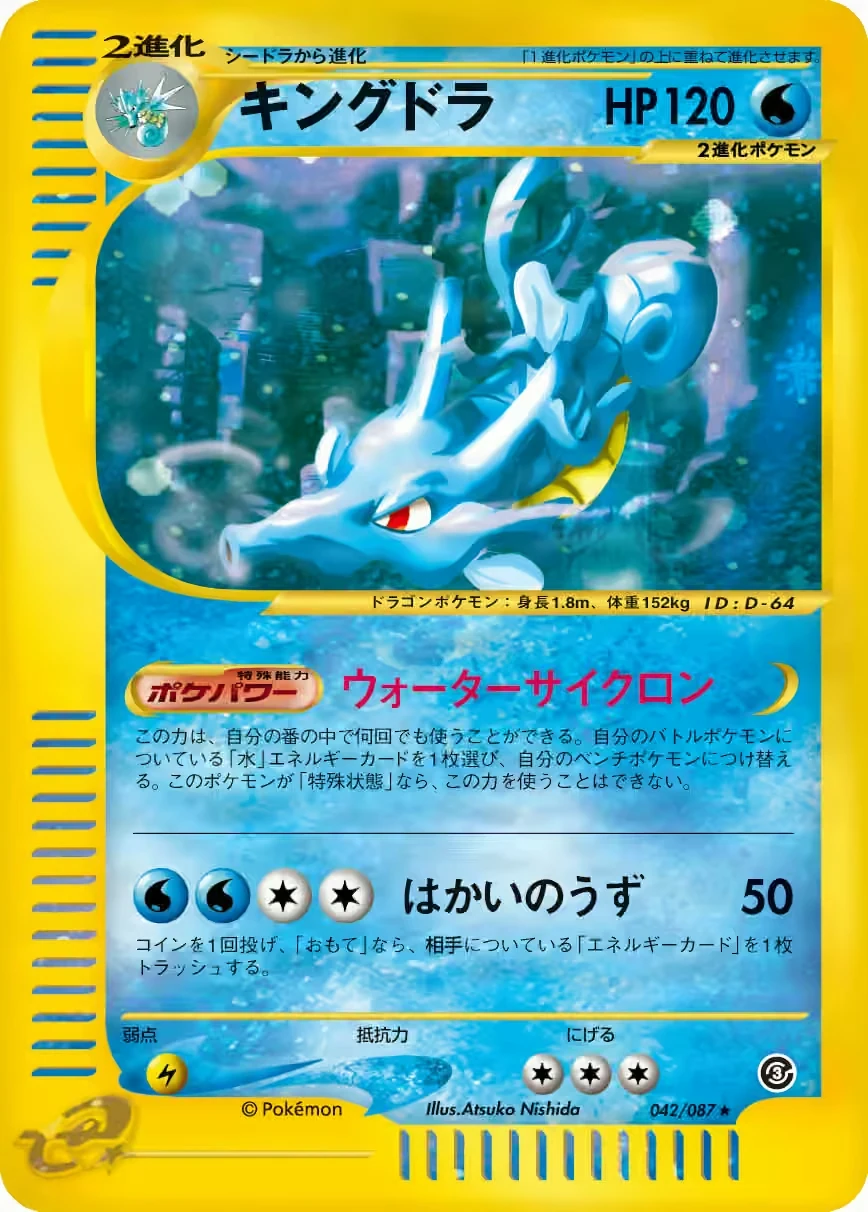 2進化
シードラから進化
「1進化ポケモン」の上に重ねて進化させます。
キングドラ HP120
2進化ポケモン
ドラゴンポケモン:身長1.8m、体重152kg ID:D-64
特殊能力
ポケパワー ウォーターサイクロン
この力は、自分の番の中で何回でも使うことができる。自分のバトルポケモンに
ついている「水」エネルギーカードを1枚選び、自分のベンチポケモンにつけ替え
る。このポケモンが「特殊状態」なら、この力を使うことはできない。
はかいのうず 50
コインを1回投げ、「おもて」なら、相手についている「エネルギーカード」を1枚
トラッシュする。
弱点 抵抗力 にげる
3
© Pokémon Illus.Atsuko Nishida 042/087★
e